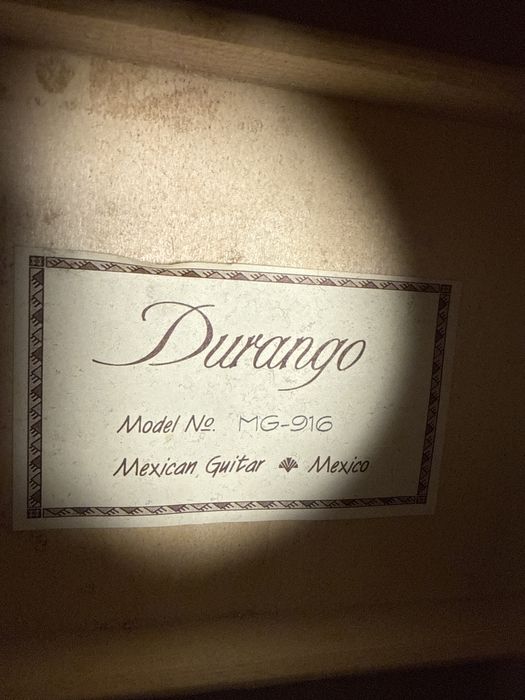 Durango
Model No. MG-916
Mexican Guitar Mexico